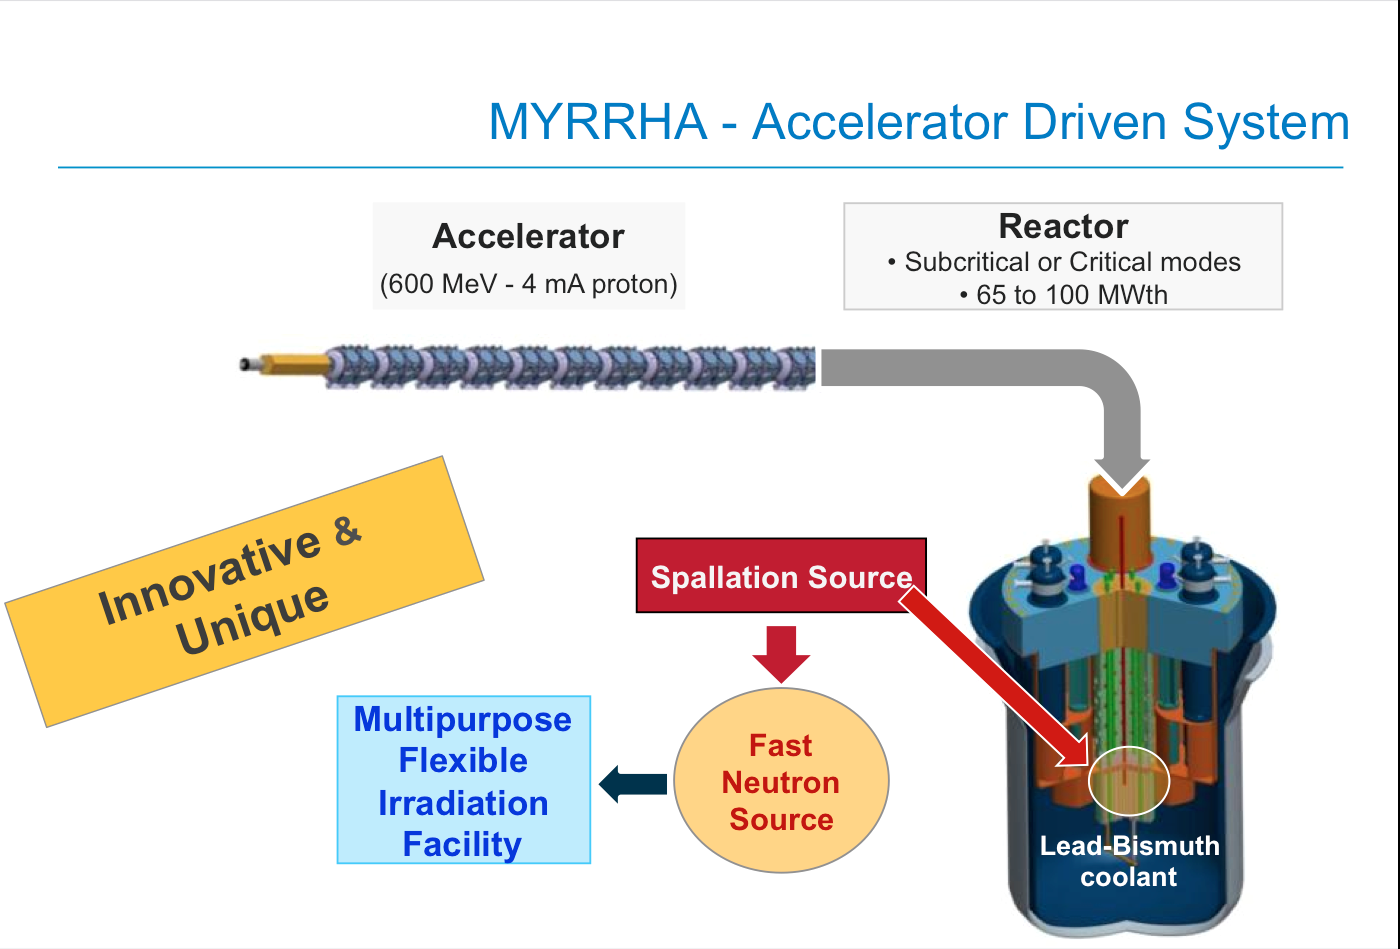 MYRRHA - Accelerator Driven System
Accelerator
(600 MeV - 4 mA proton)
Reactor
• Subcritical or Critical modes
• 65 to 100 MWth
Innovative &
Unique
Spallation Source
Multipurpose
Flexible
Irradiation
Facility
Fast
Neutron
Source
Lead-Bismuth
coolant